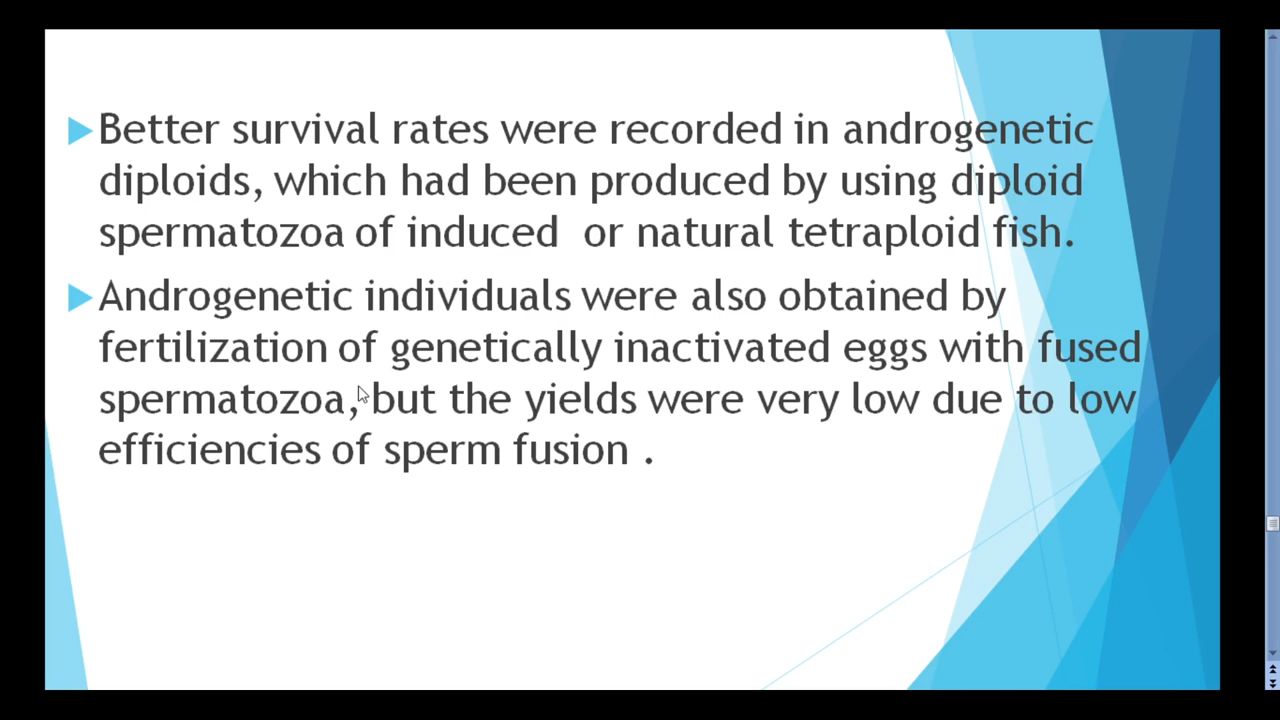 Better survival rates were recorded in androgenetic
diploids, which had been produced by using diploid
spermatozoa of induced  or natural tetraploid fish.
Androgenetic individuals were also obtained by
fertilization of genetically inactivated eggs with fused
spermatozoa, but the yields were very low due to low
efficiencies of sperm fusion .